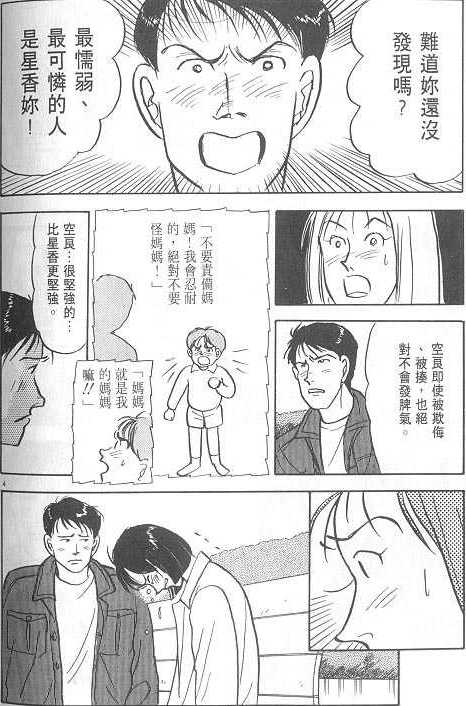 難道妳還沒
發現嗎?
最懦弱、
最可憐的人
是星香妳!
空良即使被欺侮
、被揍,也絕
對不會發脾氣。
「不要責備媽
媽!我會忍耐
的,絕對不要
怪媽媽!」
「媽媽
就是我
的媽媽
嘛!!」
空良…很堅強的…
比星香更堅強。
4